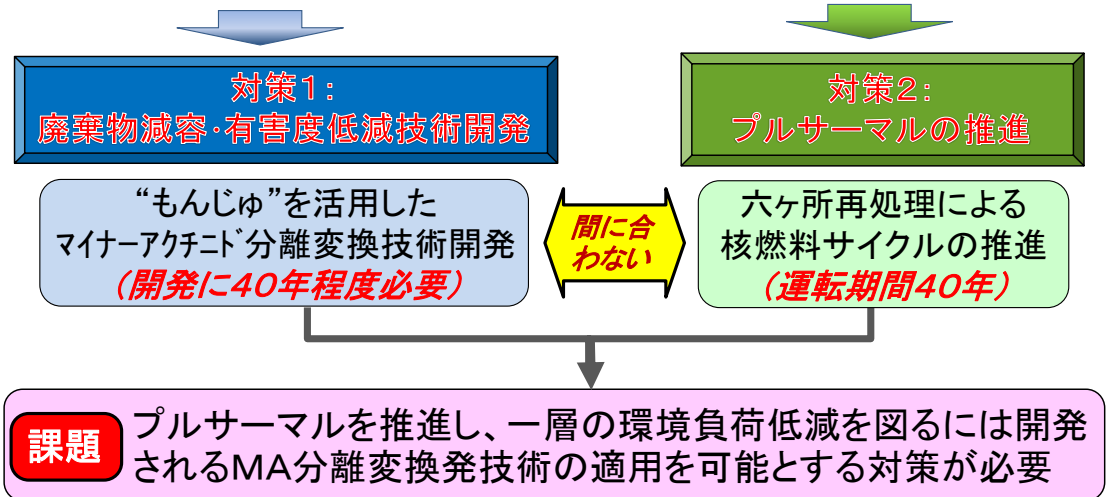 対策1:
廃棄物減容・有害度低減技術開発
対策2:
プルサーマルの推進
“もんじゅ”を活用した
マイナーアクチニド分離変換技術開発
(開発に40年程度必要)
間に合
わない
六ヶ所再処理による
核燃料サイクルの推進
(運転期間40年)
課題
プルサーマルを推進し、一層の環境負荷低減を図るには開発
されるMA分離変換発技術の適用を可能とする対策が必要